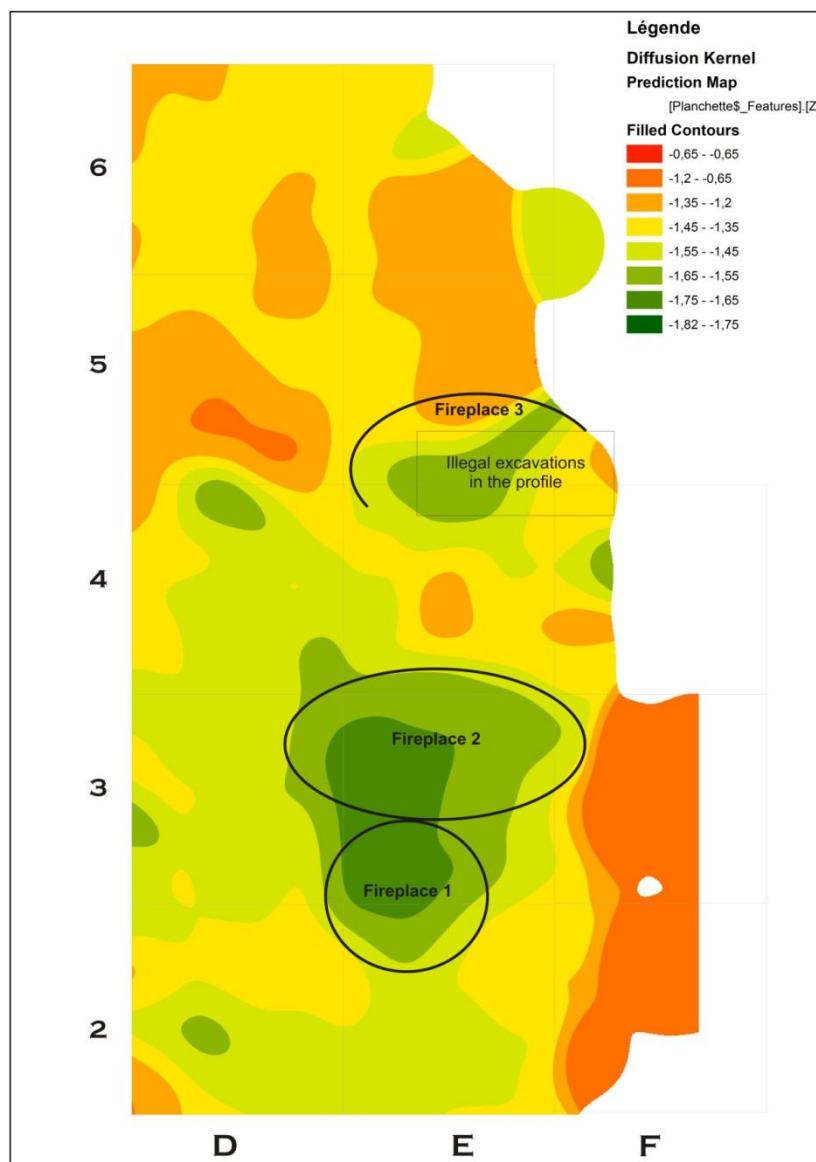 Légende
Diffusion Kernel
Prediction Map
[Planchette$_Features].[Z
Filled Contours
-0,65 - -0,65
-1,2 - -0,65
-1,35 - -1,2
-1,45 - -1,35
-1,55 - -1,45
-1,65 - -1,55
-1,75 - -1,65
-1,82 - -1,75
6
5
Fireplace 3
Illegal excavations
in the profile
4
Fireplace 2
3
Fireplace 1
2
D E F